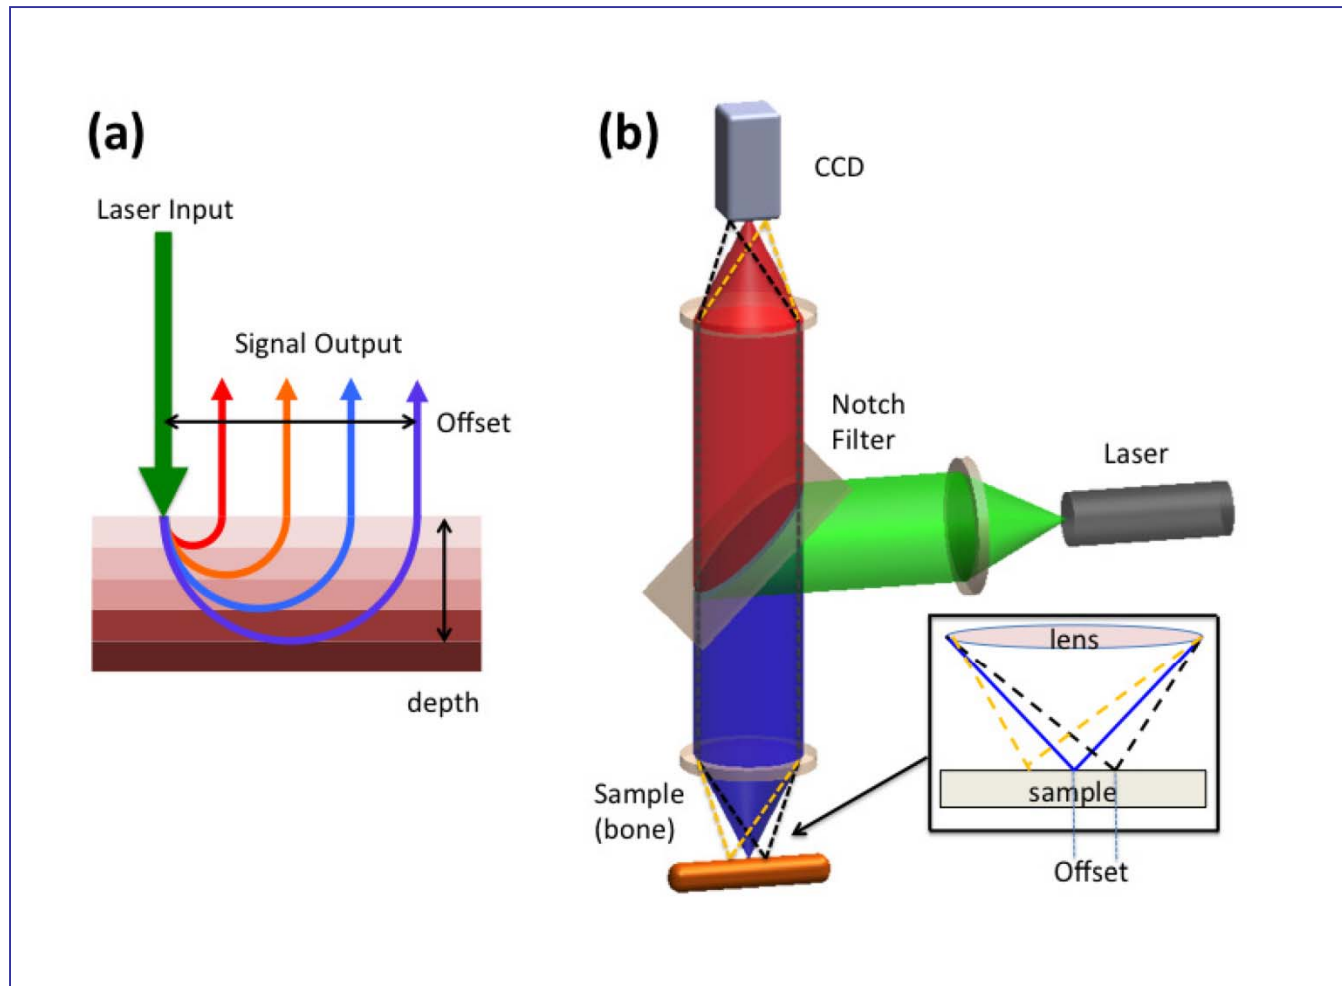 (a)
Laser Input
Signal Output
Offset
depth
(b)
CCD
Notch
Filter
Laser
Sample
(bone)
lens
sample
Offset